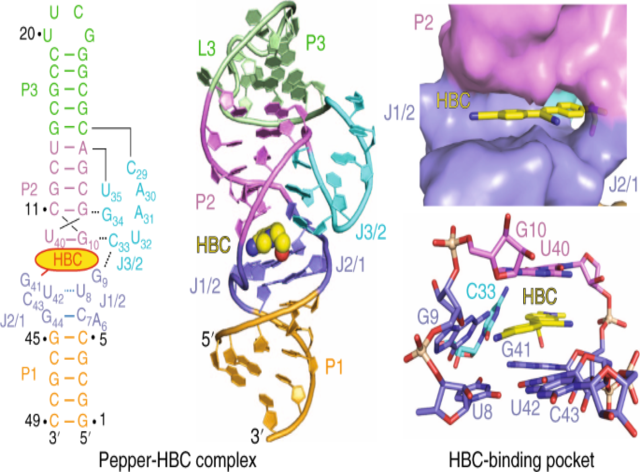 U C
20 U G
C G
C G
P3 G C
C G
G C
U A
C G C29
P2 G C U35 A30
11 C G G34 A31
U40 G10 C33 U32
HBC J3/2
G41 U42 U8 G9
C43 J1/2
J2/1 G44 C7 A6
45 G C 5
C G
P1 G C
C G
49 C G 1
3′ 5′
L3 P3
J1/2
P2
J3/2
HBC
J2/1
J1/2
5′
P1
3′
Pepper-HBC complex
P2
HBC
J2/1
G10
U40
C33
HBC
G9
G41
U8
U42
C43
HBC-binding pocket